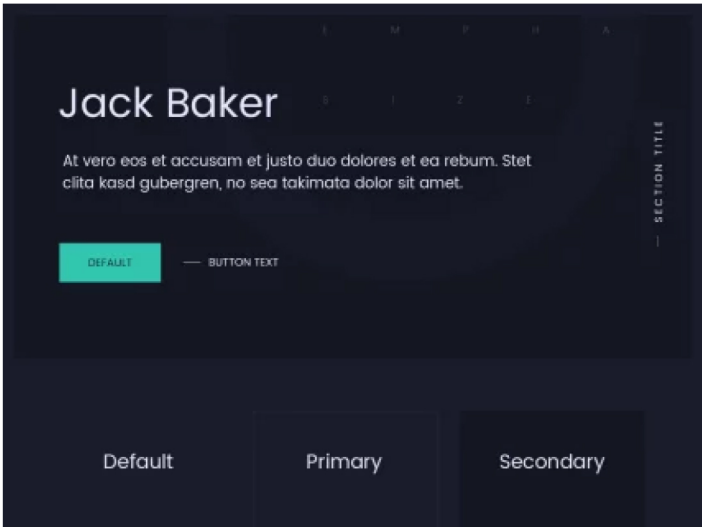 E M P H A
S I Z E
Jack Baker
At vero eos et accusam et justo duo dolores et ea rebum. Stet
clita kasd gubergren, no sea takimata dolor sit amet.
SECTION TITLE
DEFAULT
BUTTON TEXT
Default
Primary
Secondary